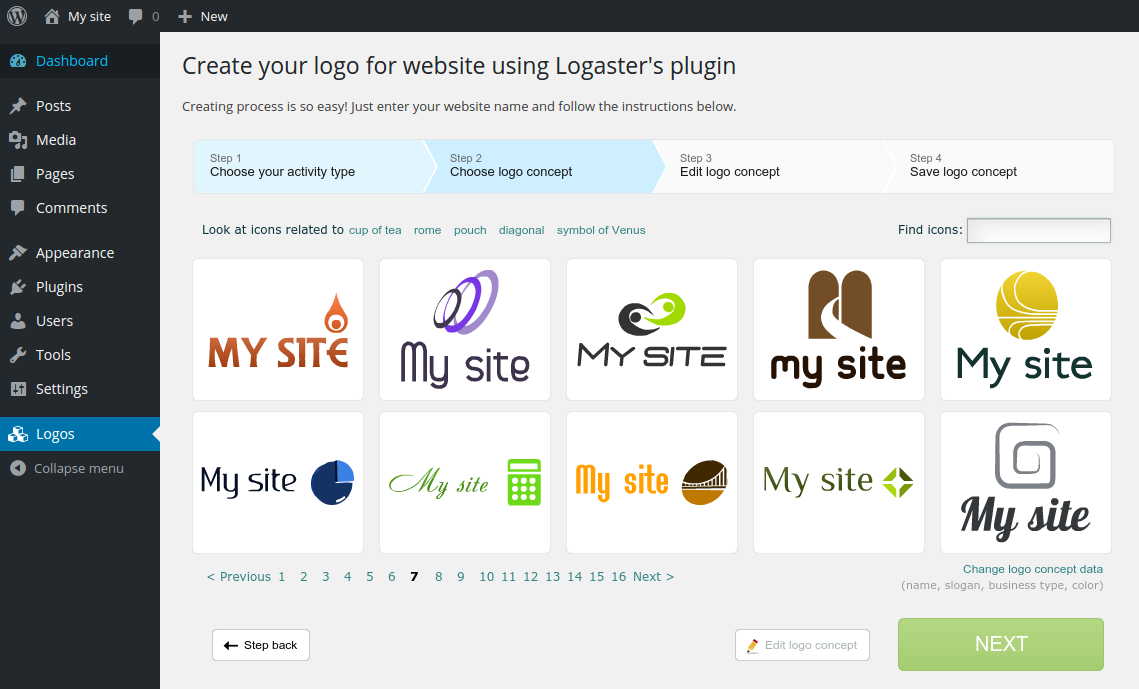 My site 0 New
Dashboard
Posts
Media
Pages
Comments
Appearance
Plugins
Users
Tools
Settings
Logos
Collapse menu
Create your logo for website using Logaster's plugin
Creating process is so easy! Just enter your website name and follow the instructions below.
Step 1
Choose your activity type
Step 2
Choose logo concept
Step 3
Edit logo concept
Step 4
Save logo concept
Look at icons related to cup of tea rome pouch diagonal symbol of Venus
Find icons:
MY SITE
My site
MY SITE
my site
My site
My site
My site
My site
My site
My site
< Previous 1 2 3 4 5 6 7 8 9 10 11 12 13 14 15 16 Next >
Change logo concept data
(name, slogan, business type, color)
Step back
Edit logo concept
NEXT